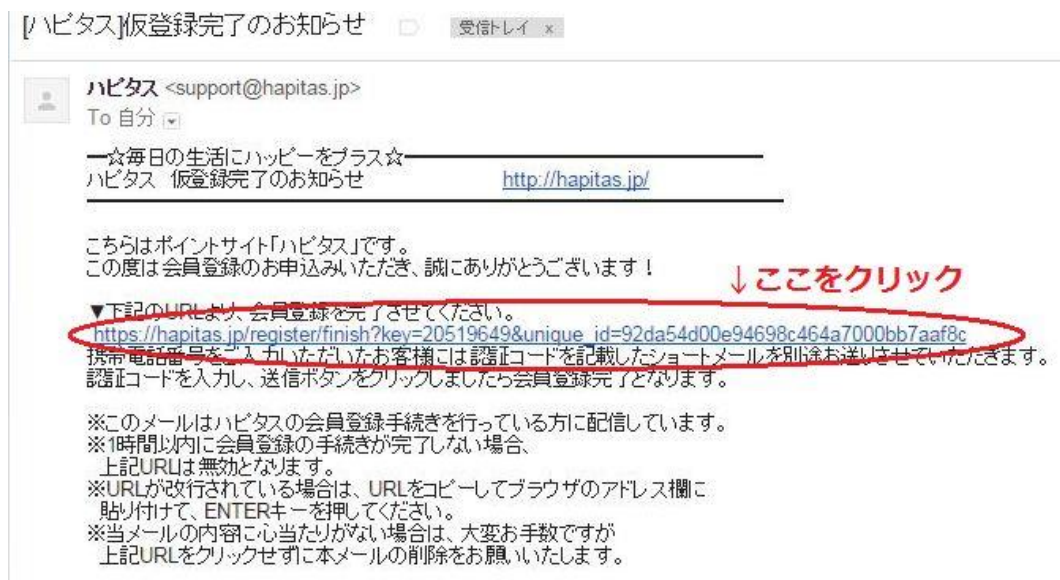 [ハピタス]仮登録完了のお知らせ
受信トレイ x
ハピタス <support@hapitas.jp>
To 自分
━☆毎日の生活にハッピーをプラス☆━━━━━━━━━━━━━━━━
ハピタス 仮登録完了のお知らせ http://hapitas.jp/
こちらはポイントサイト「ハピタス」です。
この度は会員登録のお申込みいただき、誠にありがとうございます！
↓ここをクリック
▼下記のURLより、会員登録を完了させてください。
https://hapitas.jp/register/finish?key=20519649&unique_id=92da54d00e94698c464a7000bb7aaf8c
携帯電話番号をご入力いただいたお客様には認証コードを記載したショートメールを別途お送りさせていただきます。
認証コードを入力し、送信ボタンをクリックしましたら会員登録完了となります。
※このメールはハピタスの会員登録手続きを行っている方に配信しています。
※1時間以内に会員登録の手続きが完了しない場合、
上記URLは無効となります。
※URLが改行されている場合は、URLをコピーしてブラウザのアドレス欄に
貼り付けて、ENTERキーを押してください。
※当メールの内容に心当たりがない場合は、大変お手数ですが
上記URLをクリックせずに本メールの削除をお願いいたします。